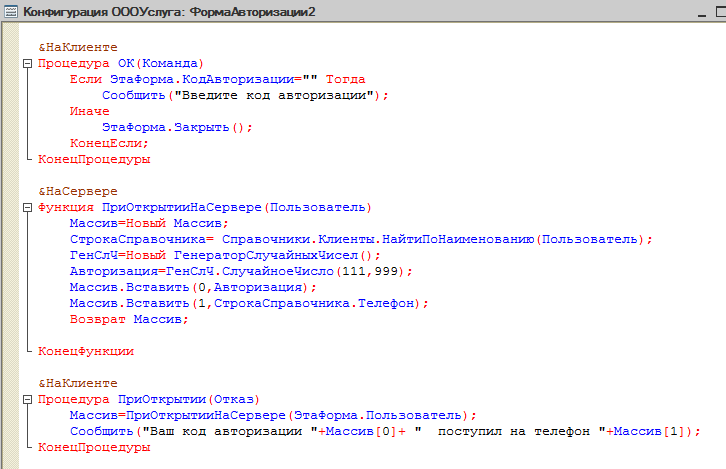 Конфигурация ОООУслуга: ФормаАвторизации2
&НаКлиенте
Процедура ОК(Команда)
Если ЭтаФорма.КодАвторизации="" Тогда
Сообщить("Введите код авторизации");
Иначе
ЭтаФорма.Закрыть();
КонецЕсли;
КонецПроцедуры
&НаСервере
Функция ПриОткрытииНаСервере(Пользователь)
Массив=Новый Массив;
СтрокаСправочника= Справочники.Клиенты.НайтиПоНаименованию(Пользователь);
ГенСлЧ=Новый ГенераторСлучайныхЧисел();
Авторизация=ГенСлЧ.СлучайноеЧисло(111,999);
Массив.Вставить(0,Авторизация);
Массив.Вставить(1,СтрокаСправочника.Телефон);
Возврат Массив;
КонецФункции
&НаКлиенте
Процедура ПриОткрытии(Отказ)
Массив=ПриОткрытииНаСервере(ЭтаФорма.Пользователь);
Сообщить("Ваш код авторизации "+Массив[0]+ "  поступил на телефон "+Массив[1]);
КонецПроцедуры